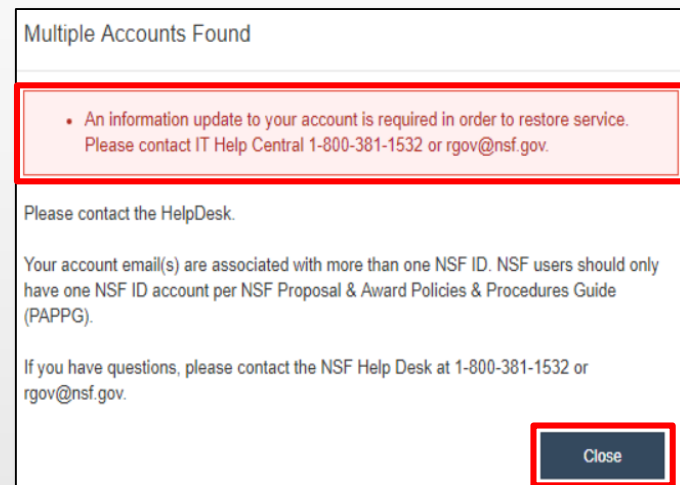 Multiple Accounts Found
• An information update to your account is required in order to restore service.
Please contact IT Help Central 1-800-381-1532 or rgov@nsf.gov.
Please contact the HelpDesk.
Your account email(s) are associated with more than one NSF ID. NSF users should only
have one NSF ID account per NSF Proposal & Award Policies & Procedures Guide
(PAPPG).
If you have questions, please contact the NSF Help Desk at 1-800-381-1532 or
rgov@nsf.gov.
Close